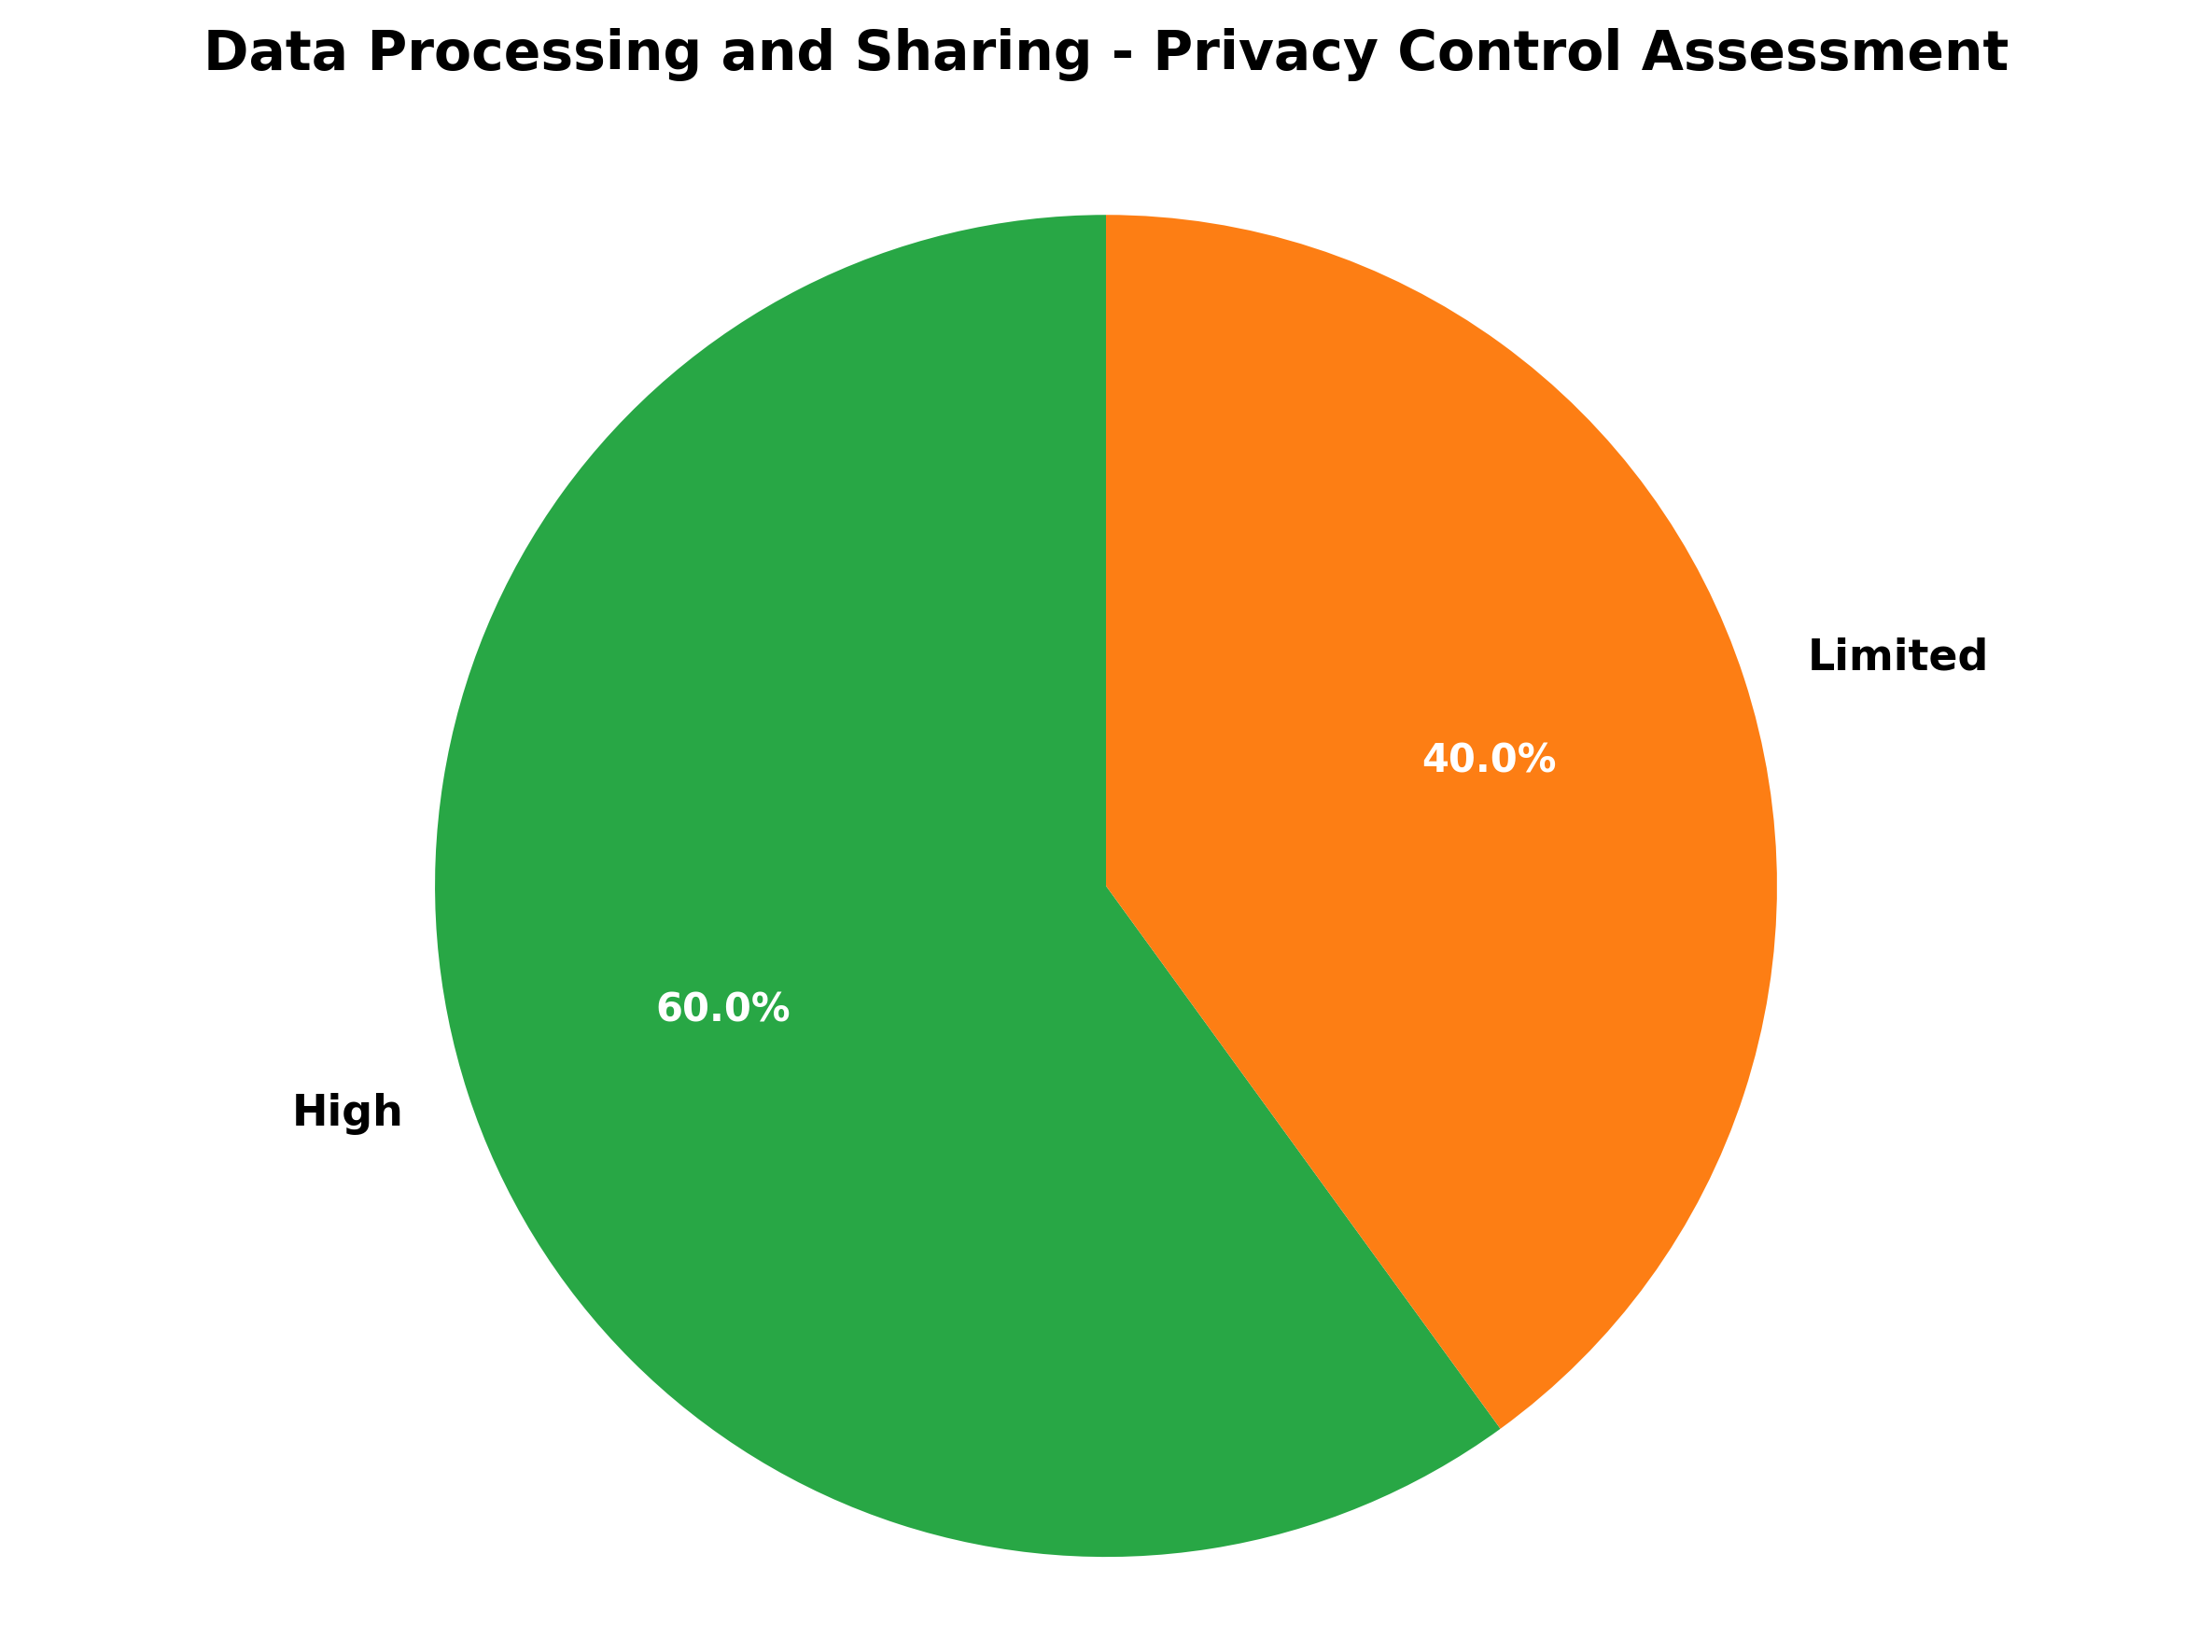 Data Processing and Sharing - Privacy Control Assessment
Limited
40.0%
60.0%
High